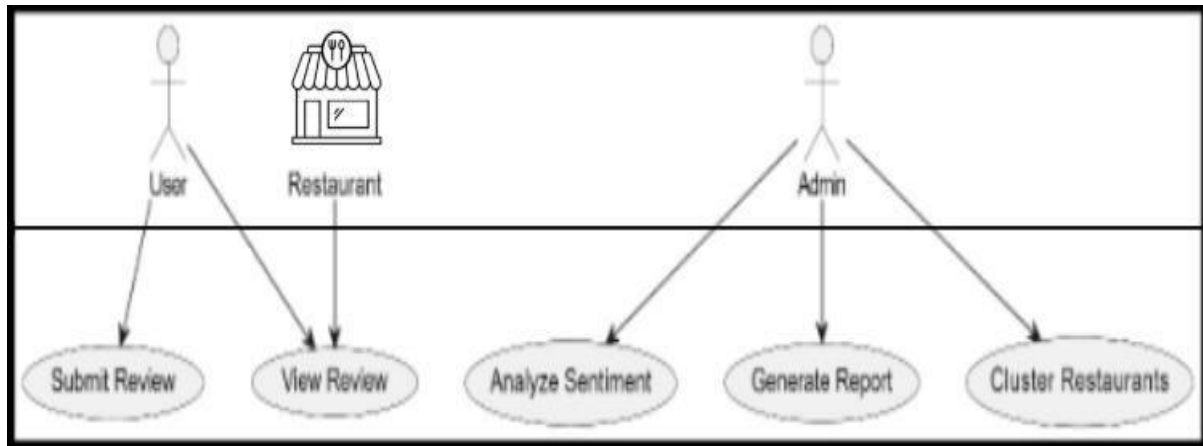 User
Restaurant
Admin
Submit Review
View Review
Analyze Sentiment
Generate Report
Cluster Restaurants